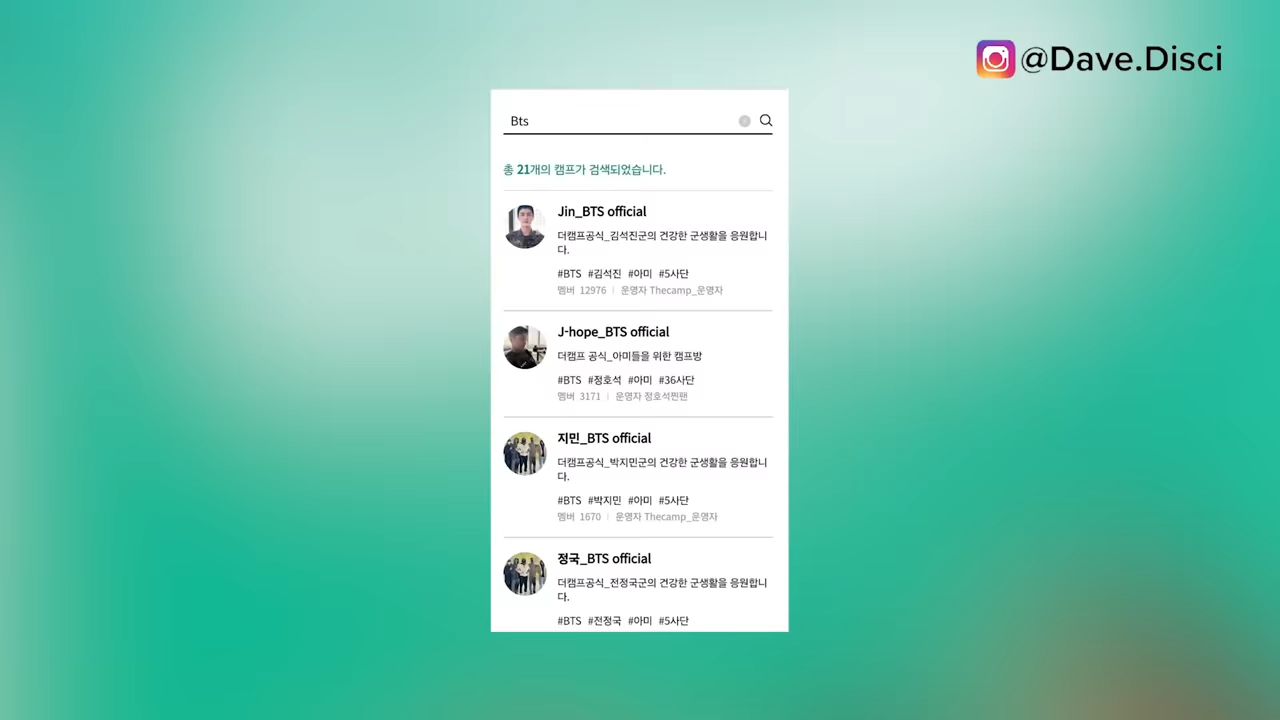 @Dave.Disci
Bts
총 21개의 캠프가 검색되었습니다.
Jin_BTS official
더캠프공식_김석진군의 건강한 군생활을 응원합니
다.
#BTS #김석진 #아미 #5사단
멤버 12976 | 운영자 Thecamp_운영자
J-hope_BTS official
더캠프 공식_아미들을 위한 캠프방
#BTS #정호석 #아미 #36사단
멤버 3171 | 운영자 정호석찐팬
지민_BTS official
더캠프공식_박지민군의 건강한 군생활을 응원합니
다.
#BTS #박지민 #아미 #5사단
멤버 1670 | 운영자 Thecamp_운영자
정국_BTS official
더캠프공식_전정국군의 건강한 군생활을 응원합니
다.
#BTS #전정국 #아미 #5사단